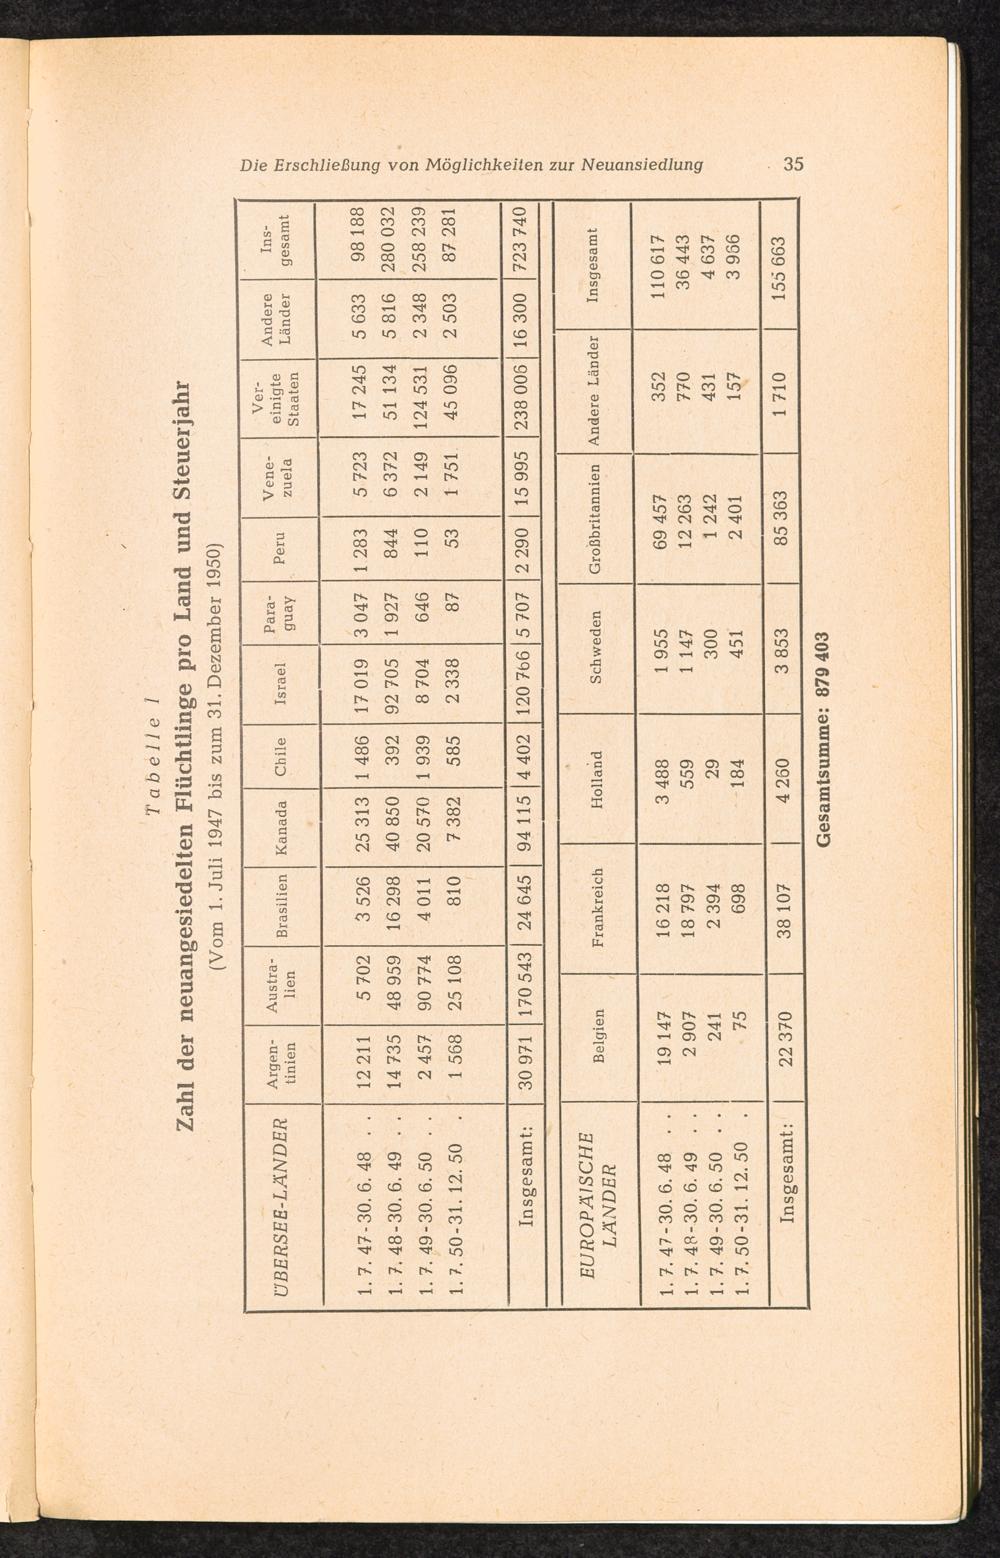 Die Erschließung von Möglichkeiten zur Neuansiedlung 35
Tabelle I
Zahl der neuangesiedelten Flüchtlinge pro Land und Steuerjahr
(Vom 1. Juli 1947 bis zum 31. Dezember 1950)
ÜBERSEE-LÄNDER Argen-tinien Austra-lien Brasilien Kanada Chile Israel Para-guay Peru Vene-zuela Ver-einigte Staaten Andere Länder Ins-gesamt
1. 7. 47-30. 6. 48 . . 12 211 5 702 3 526 25 313 1 486 17 019 3 047 1 283 5 723 17 245 5 633 98 188
1. 7. 48-30. 6. 49 . . 14 735 48 959 16 298 40 850 392 92 705 1 927 844 6 372 51 134 5 816 280 032
1. 7. 49-30. 6. 50 . . 2 457 90 774 4 011 20 570 1 939 8 704 646 110 2 149 124 531 2 348 258 239
1. 7. 50-31. 12. 50 . 1 568 25 108 810 7 382 585 2 338 87 53 1 751 45 096 2 503 87 281
Insgesamt: 30 971 170 543 24 645 94 115 4 402 120 766 5 707 2 290 15 995 238 006 16 300 723 740
EUROPÄISCHE LÄNDER Belgien Frankreich Holland Schweden Großbritannien Andere Länder Insgesamt
1. 7. 47-30. 6. 48 . . 19 147 16 218 3 488 1 955 69 457 352 110 617
1. 7. 48-30. 6. 49 . . 2 907 18 797 559 1 147 12 263 770 36 443
1. 7. 49-30. 6. 50 . . 241 2 394 29 300 1 242 431 4 637
1. 7. 50-31. 12. 50 . 75 698 184 451 2 401 157 3 966
Insgesamt: 22 370 38 107 4 260 3 853 85 363 1 710 155 663
Gesamtsumme: 879 403